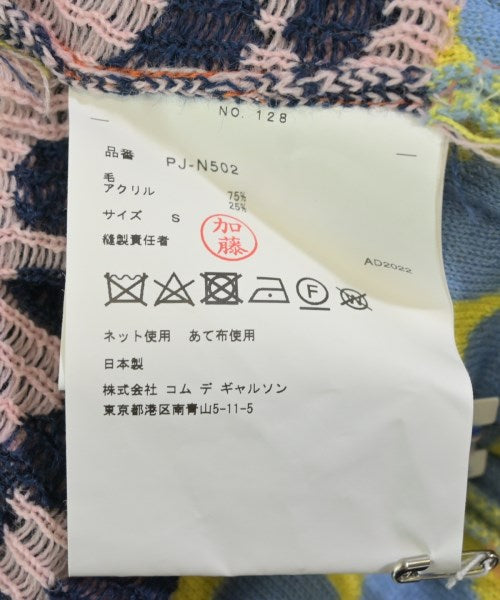 NO. 128
品番 PJ-N502
毛 75%
アクリル 25%
サイズ S
縫製責任者 加藤
AD2022
F W
ネット使用 あて布使用
日本製
株式会社 コム デ ギャルソン
東京都港区南青山5-11-5